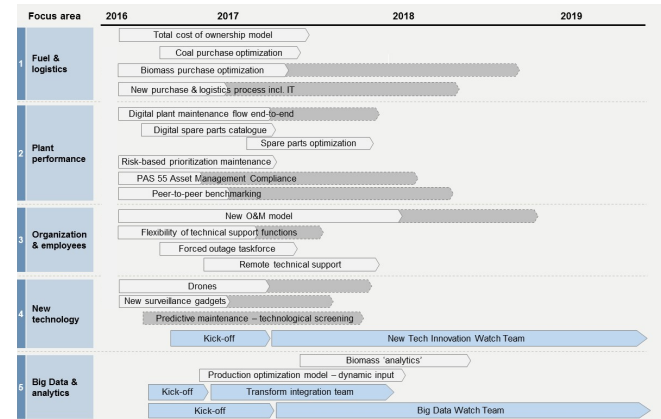 Focus area 2016 2017 2018 2019
1 Fuel & logistics
Total cost of ownership model
Coal purchase optimization
Biomass purchase optimization
New purchase & logistics process incl. IT
2 Plant performance
Digital plant maintenance flow end-to-end
Digital spare parts catalogue
Spare parts optimization
Risk-based prioritization maintenance
PAS 55 Asset Management Compliance
Peer-to-peer benchmarking
3 Organization & employees
New O&M model
Flexibility of technical support functions
Forced outage taskforce
Remote technical support
4 New technology
Drones
New surveillance gadgets
Predictive maintenance – technological screening
Kick-off New Tech Innovation Watch Team
5 Big Data & analytics
Biomass ‘analytics’
Production optimization model – dynamic input
Kick-off Transform integration team
Kick-off Big Data Watch Team